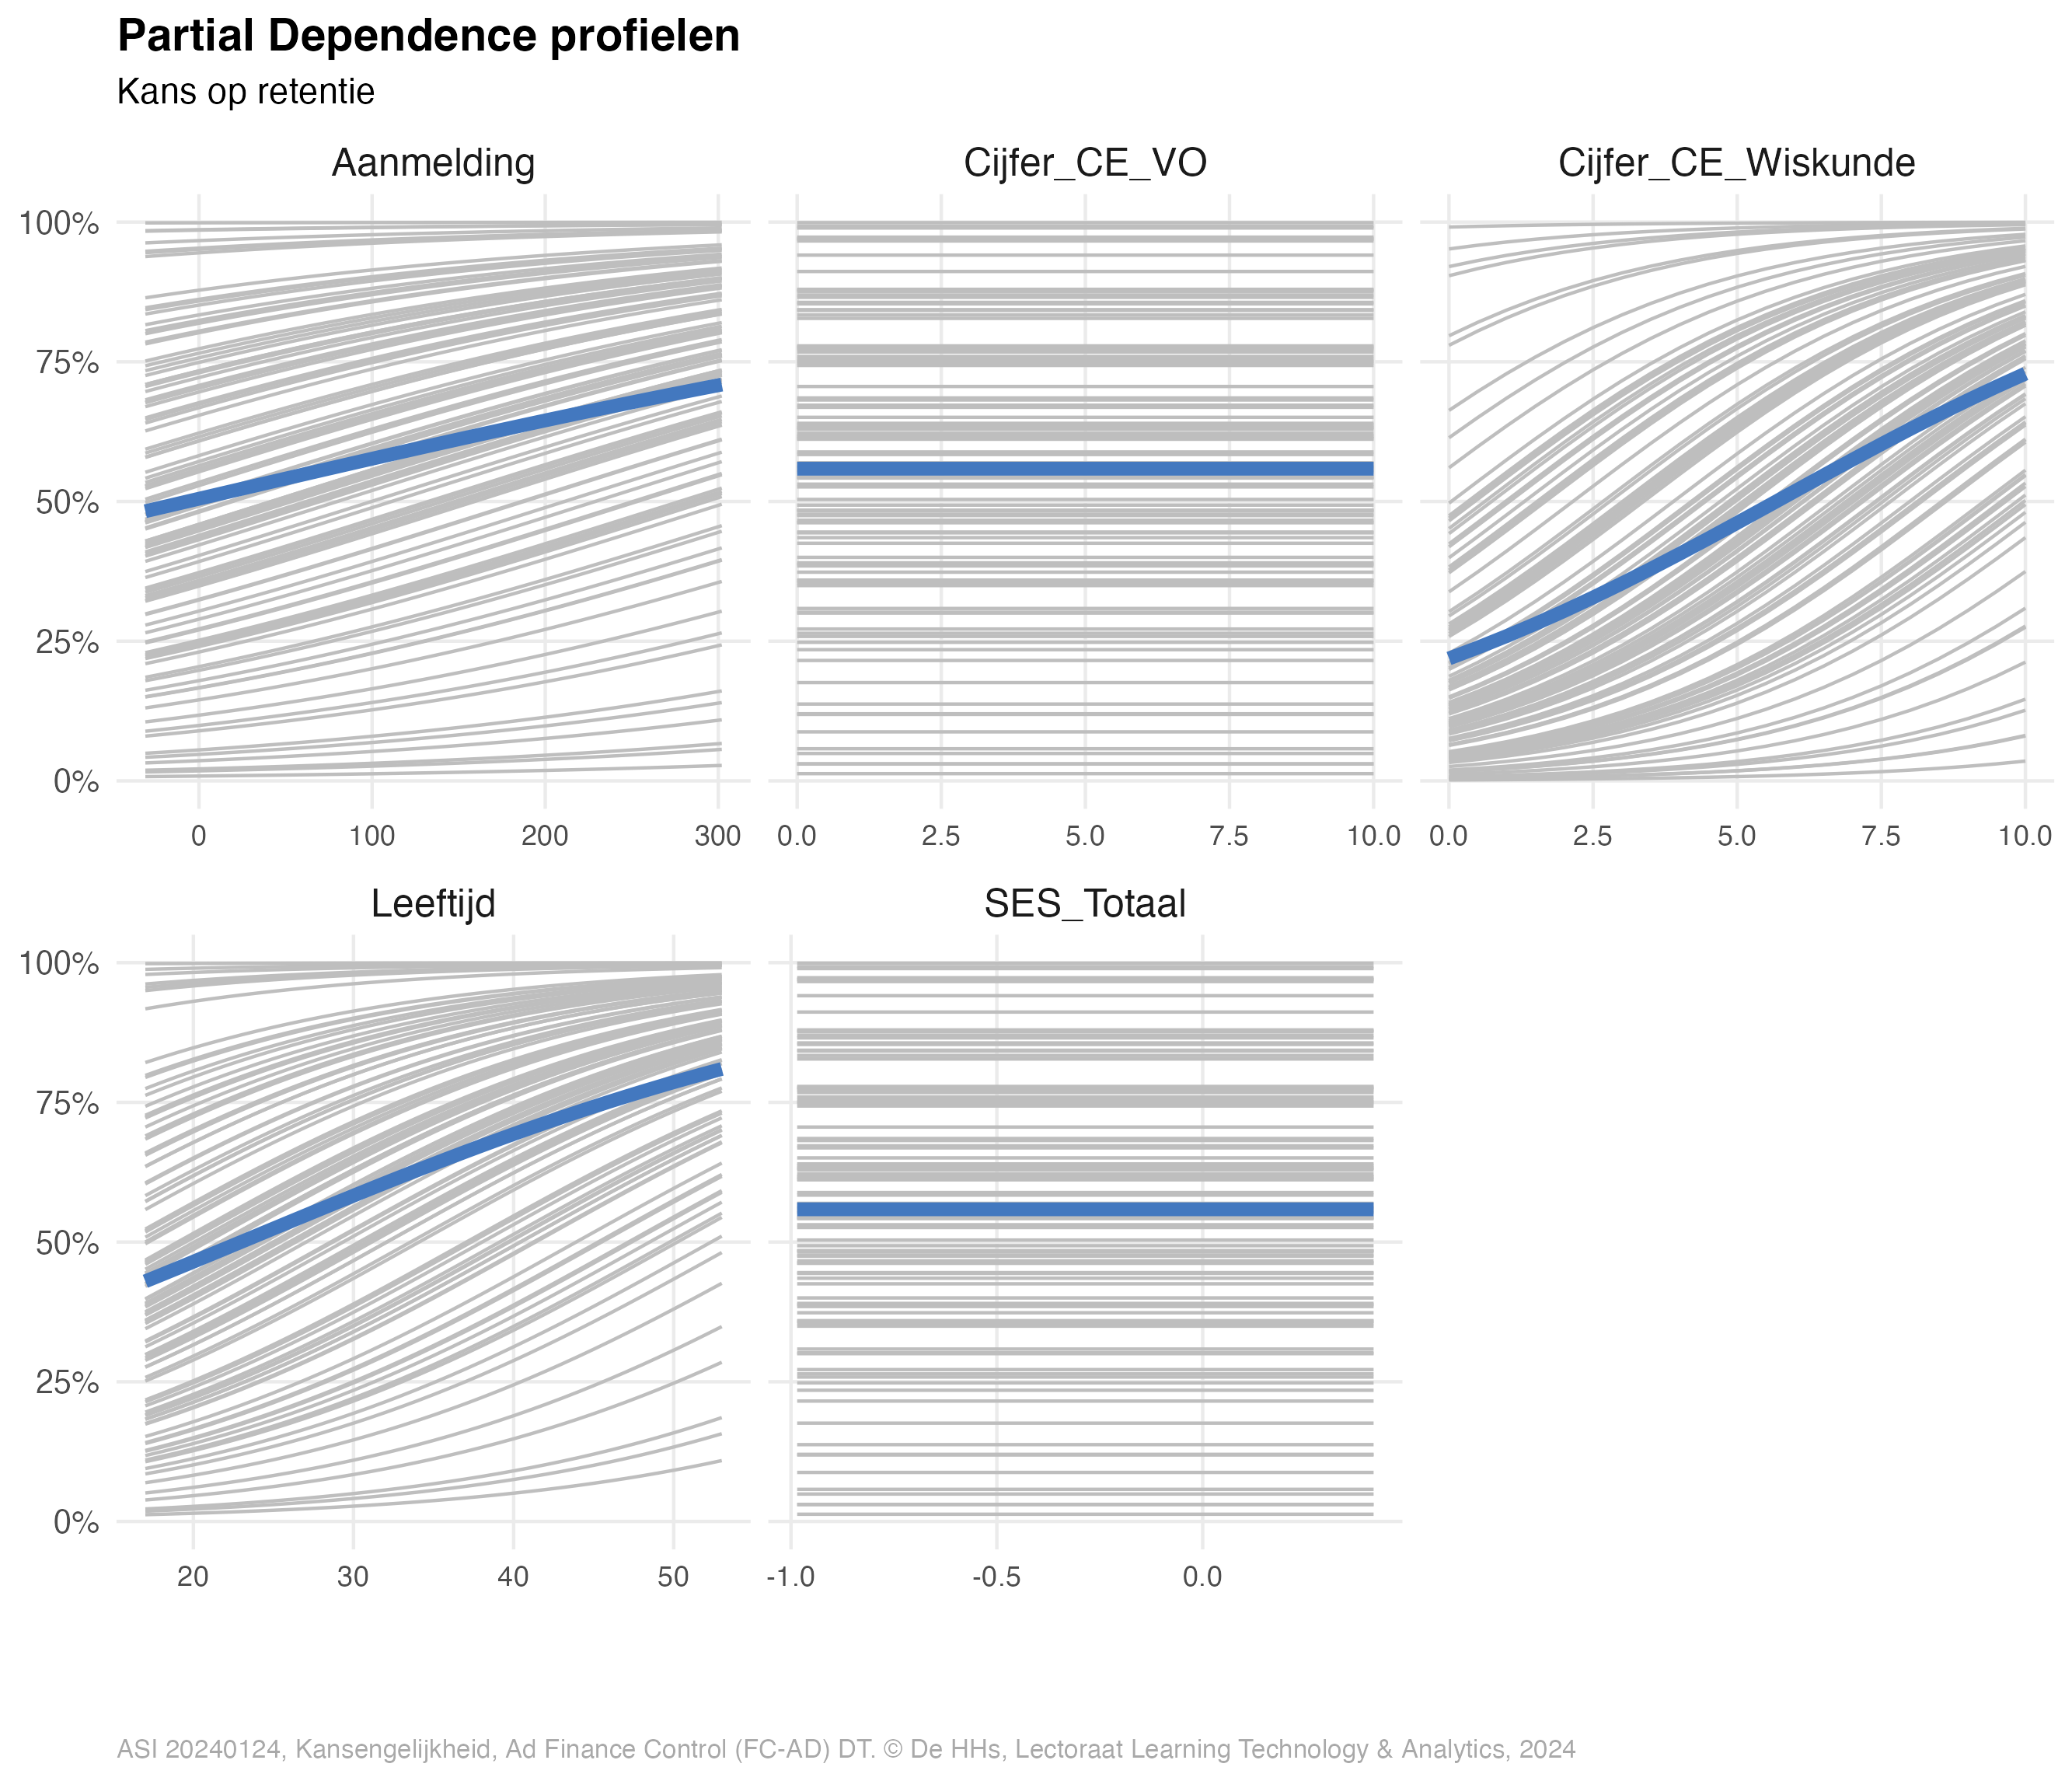 Partial Dependence profielen
Kans op retentie
Aanmelding
Cijfer_CE_VO
Cijfer_CE_Wiskunde
100%
75%
50%
25%
0%
0 100 200 300
0.0 2.5 5.0 7.5 10.0
0.0 2.5 5.0 7.5 10.0
Leeftijd
SES_Totaal
100%
75%
50%
25%
0%
20 30 40 50
-1.0 -0.5 0.0
ASI 20240124, Kansengelijkheid, Ad Finance Control (FC-AD) DT. © De HHs, Lectoraat Learning Technology & Analytics, 2024